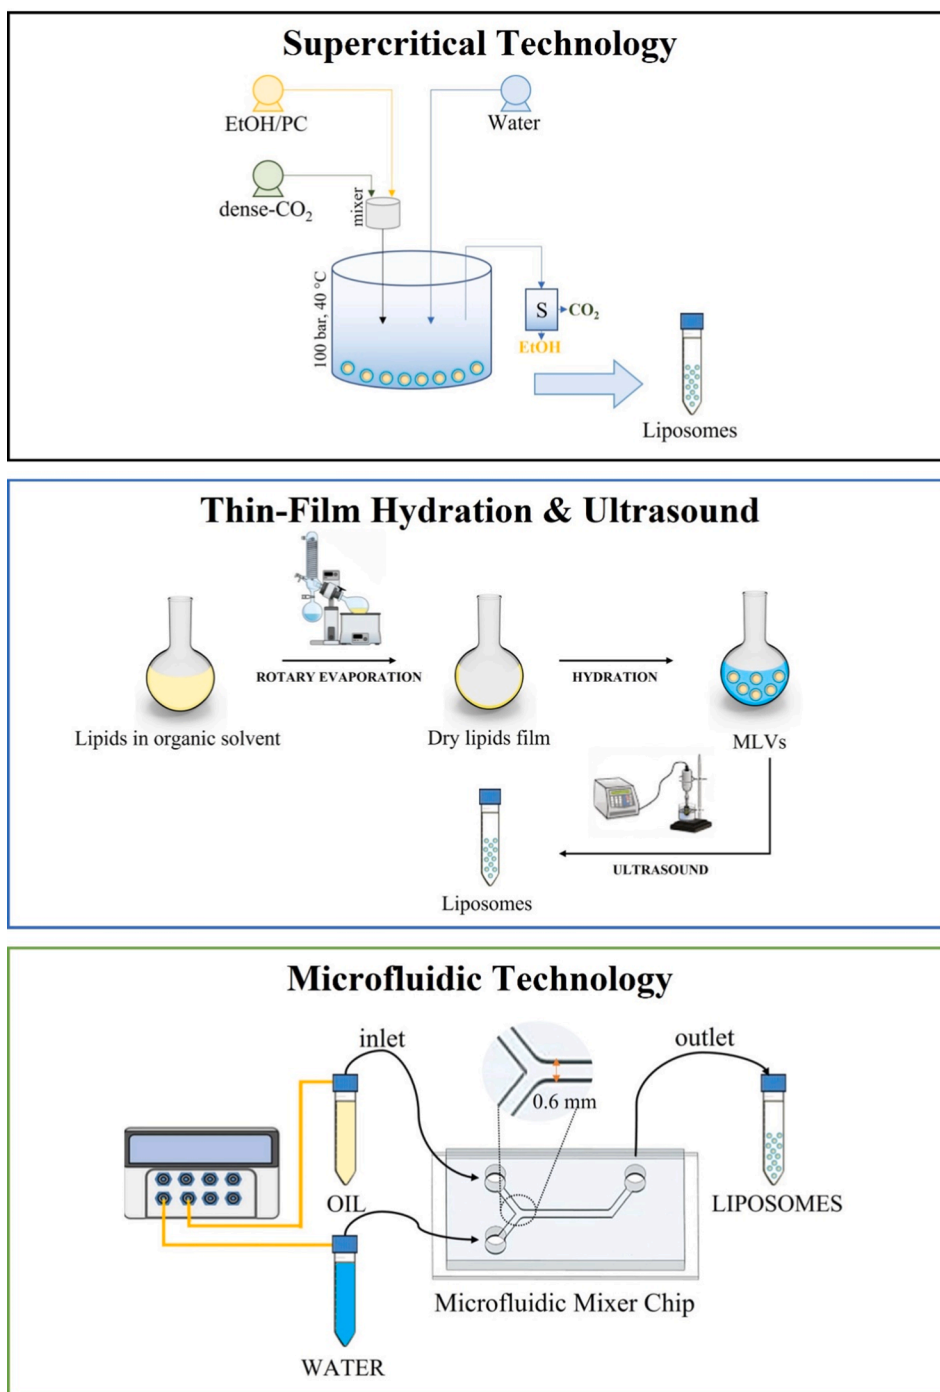 Supercritical Technology
EtOH/PC
Water
dense-CO₂
mixer
100 bar, 40 °C
S
CO₂
EtOH
Liposomes
Thin-Film Hydration & Ultrasound
ROTARY EVAPORATION
HYDRATION
Lipids in organic solvent
Dry lipids film
MLVs
ULTRASOUND
Liposomes
Microfluidic Technology
inlet
outlet
0.6 mm
OIL
LIPOSOMES
Microfluidic Mixer Chip
WATER